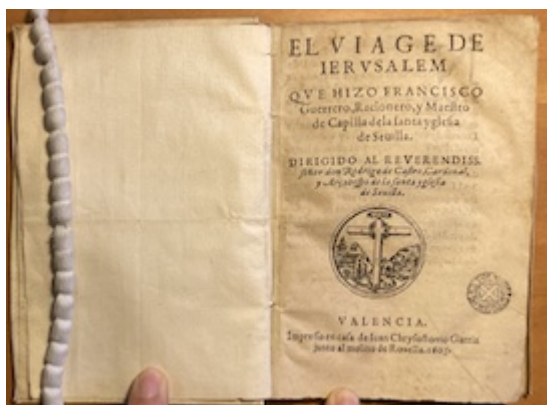 EL VIAGE DE
IERVSALEM,
QVE HIZO FRANCISCO
Guerrero, Racionero, y Maestro
de Capilla dela santa yglesia
de Seuilla.
DIRIGIDO AL REVERENDISS.
señor don Rodrigo de Castro, Cardenal,
y Arçobispo de la santa yglesia
de Seuilla.
VALENCIA.
Impresso en casa de Iuan Chrysostomo Garriz
junto al molino de Rouella.